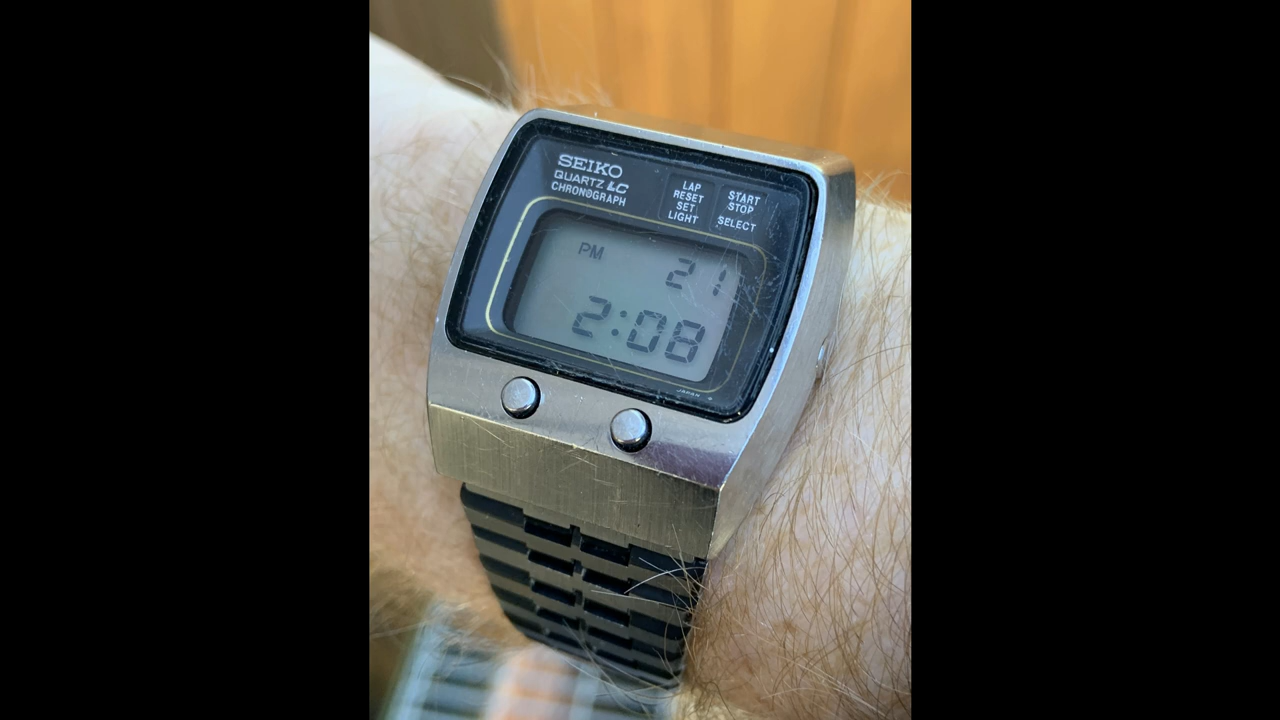 SEIKO
QUARTZ LC
CHRONOGRAPH
LAP
RESET
SET
LIGHT
START
STOP
SELECT
PM
21
2:08
JAPAN